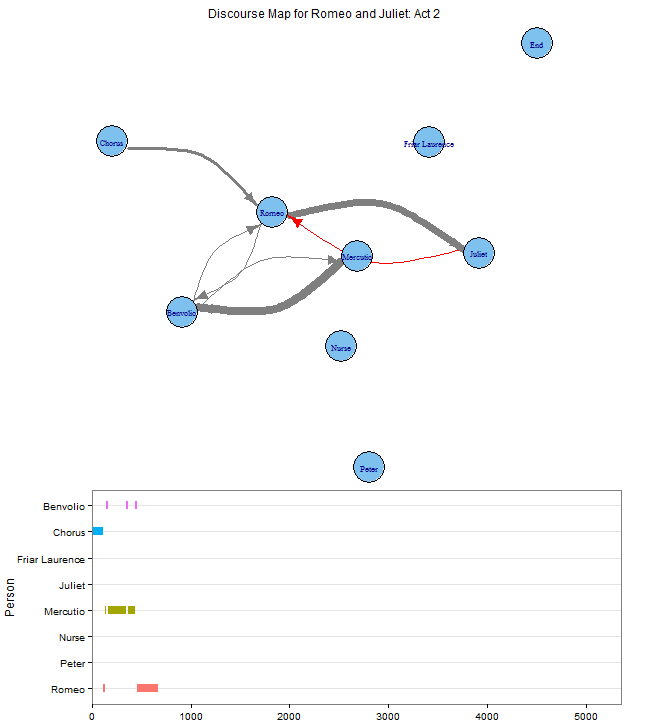 Discourse Map for Romeo and Juliet: Act 2
End
Chorus
Friar Laurence
Romeo
Juliet
Mercutio
Benvolio
Nurse
Peter
Person
Benvolio
Chorus
Friar Laurence
Juliet
Mercutio
Nurse
Peter
Romeo
0 1000 2000 3000 4000 5000